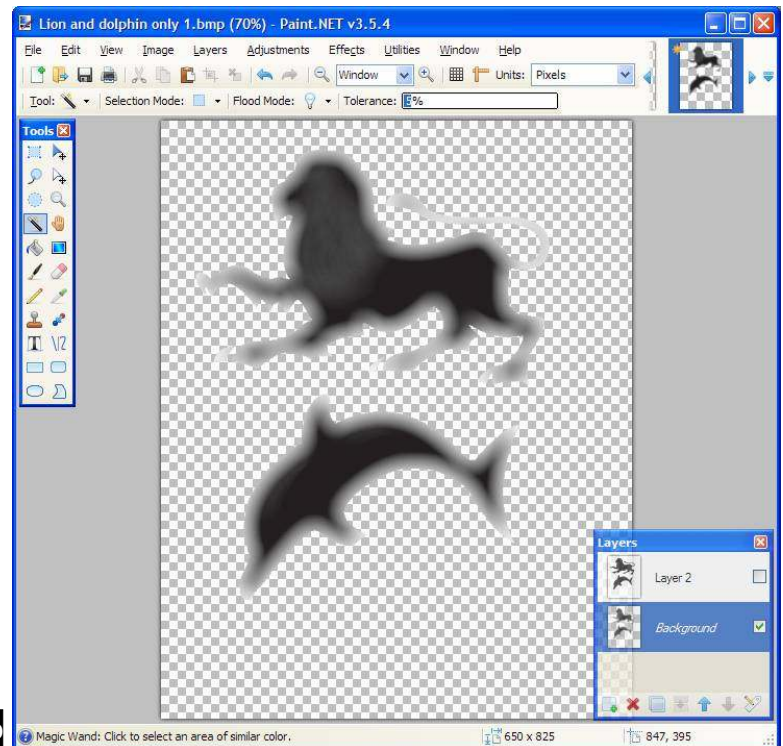 Lion and dolphin only 1.bmp (70%) - Paint.NET v3.5.4
File Edit View Image Layers Adjustments Effects Utilities Window Help
Window Units: Pixels
Tool: Selection Mode: Flood Mode: Tolerance: 5%
Tools
Layers
Layer 2
Background
Magic Wand: Click to select an area of similar color. 650 x 825 847, 395